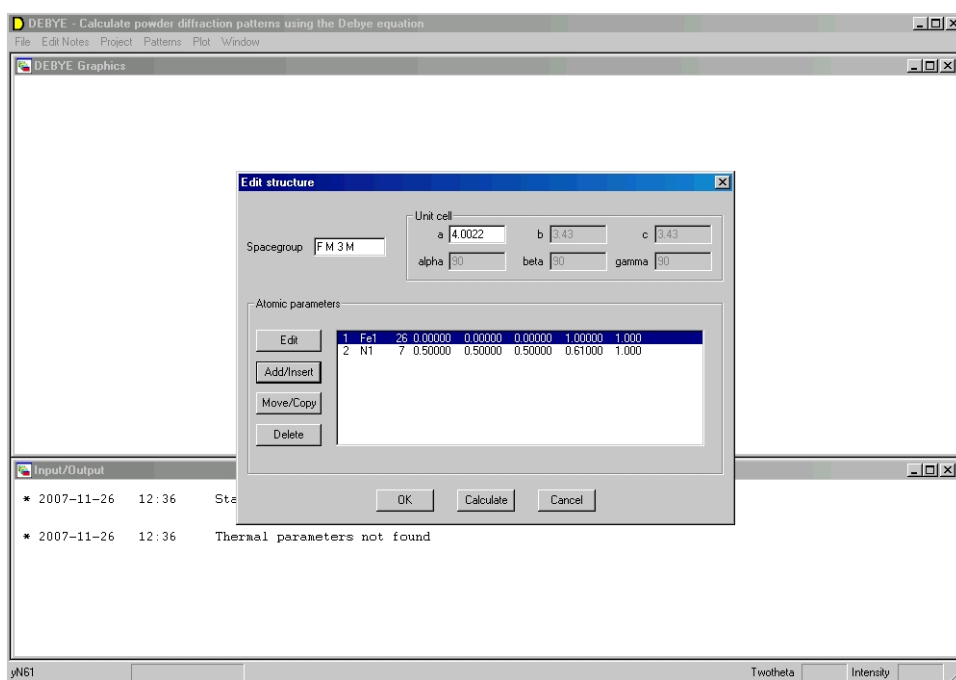 DEBYE - Calculate powder diffraction patterns using the Debye equation
File Edit Notes Project Patterns Plot Window
DEBYE Graphics
Edit structure
Unit cell
Spacegroup F M 3 M
a 4.0022 b 3.43 c 3.43
alpha 90 beta 90 gamma 90
Atomic parameters
Edit
Add/Insert
Move/Copy
Delete
1 Fe1 26 0.00000 0.00000 0.00000 1.00000 1.000
2 N1 7 0.50000 0.50000 0.50000 0.61000 1.000
OK Calculate Cancel
Input/Output
* 2007-11-26 12:36 Sta
* 2007-11-26 12:36 Thermal parameters not found
yN61 Twotheta Intensity